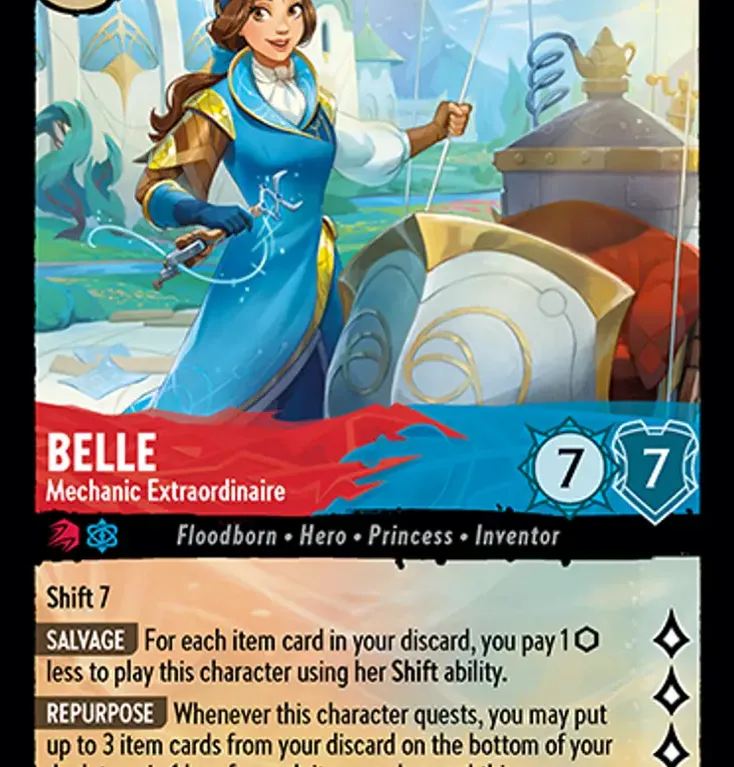 BELLE
Mechanic Extraordinaire
7
7
Floodborn • Hero • Princess • Inventor
Shift 7
SALVAGE For each item card in your discard, you pay 1 ⬡
less to play this character using her Shift ability.
REPURPOSE Whenever this character quests, you may put
up to 3 item cards from your discard on the bottom of your